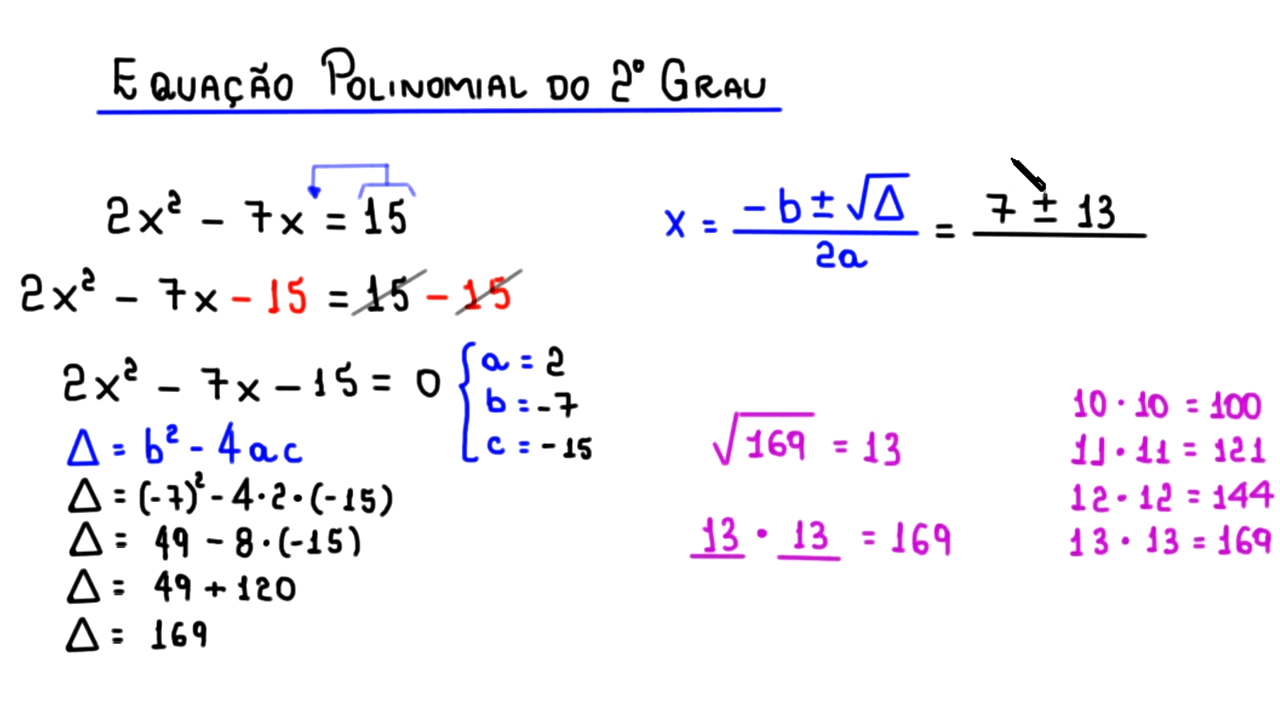 EQUAÇÃO POLINOMIAL DO 2º GRAU
2x² - 7x = 15
2x² - 7x - 15 = 15 - 15
2x² - 7x - 15 = 0
a = 2
b = -7
c = -15
Δ = b² - 4ac
Δ = (-7)² - 4·2·(-15)
Δ = 49 - 8·(-15)
Δ = 49 + 120
Δ = 169
x = (-b ± √Δ)/2a = 7 ± 13
√169 = 13
13 · 13 = 169
10 · 10 = 100
11 · 11 = 121
12 · 12 = 144
13 · 13 = 169